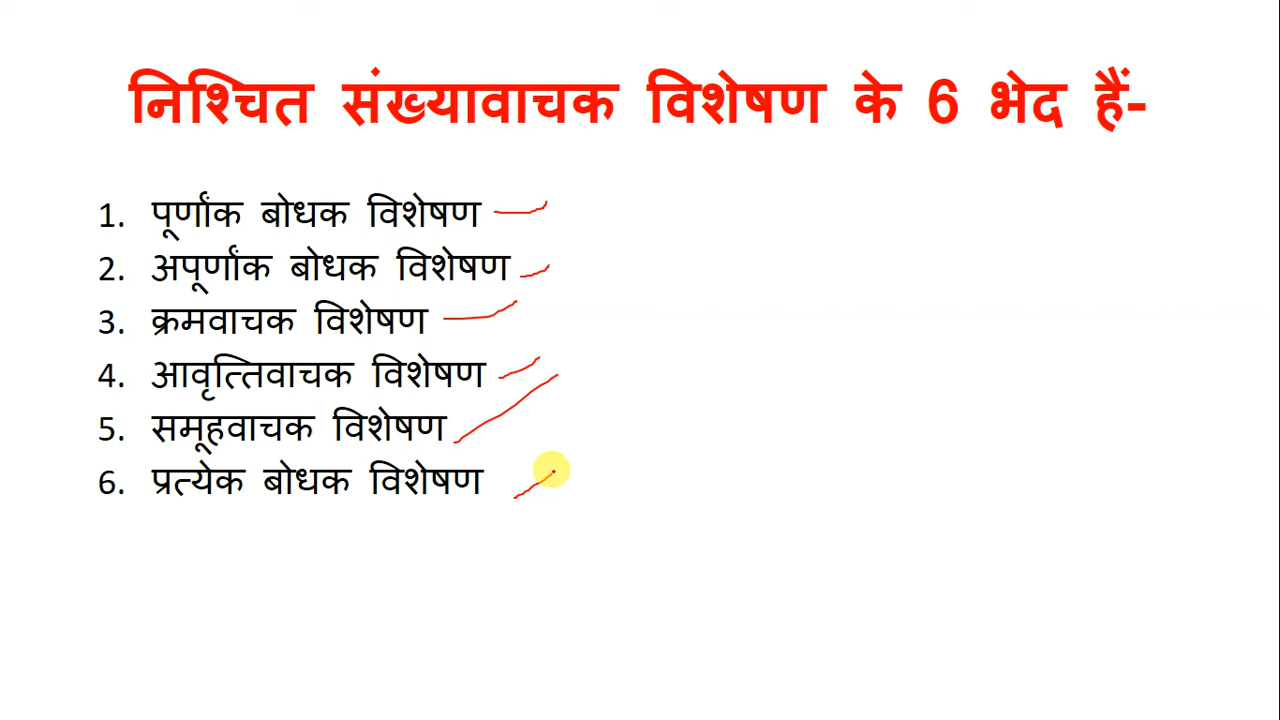 निश्चित संख्यावाचक विशेषण के 6 भेद हैं-
1. पूर्णांक बोधक विशेषण
2. अपूर्णांक बोधक विशेषण
3. क्रमवाचक विशेषण
4. आवृत्तिवाचक विशेषण
5. समूहवाचक विशेषण
6. प्रत्येक बोधक विशेषण